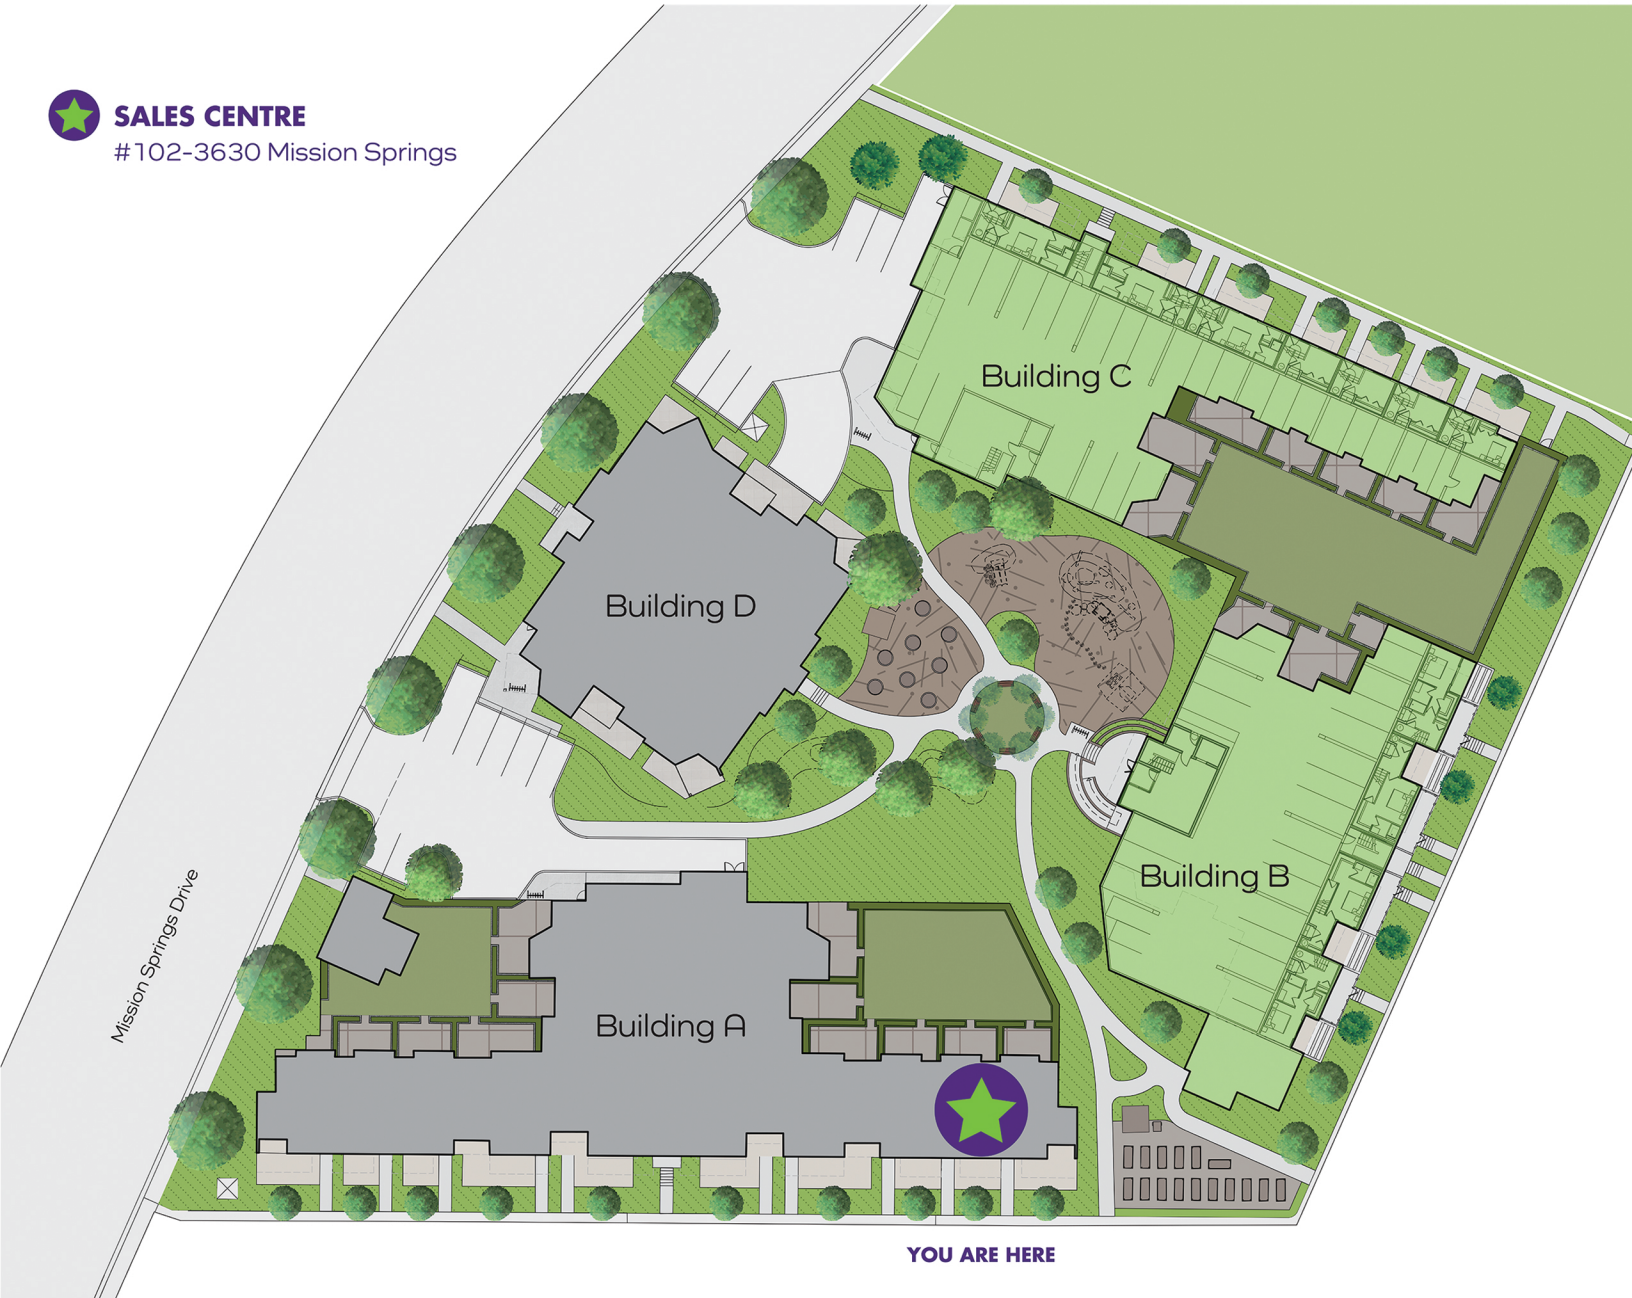 SALES CENTRE
#102-3630 Mission Springs
Building C
Building D
Building B
Mission Springs Drive
Building A
YOU ARE HERE